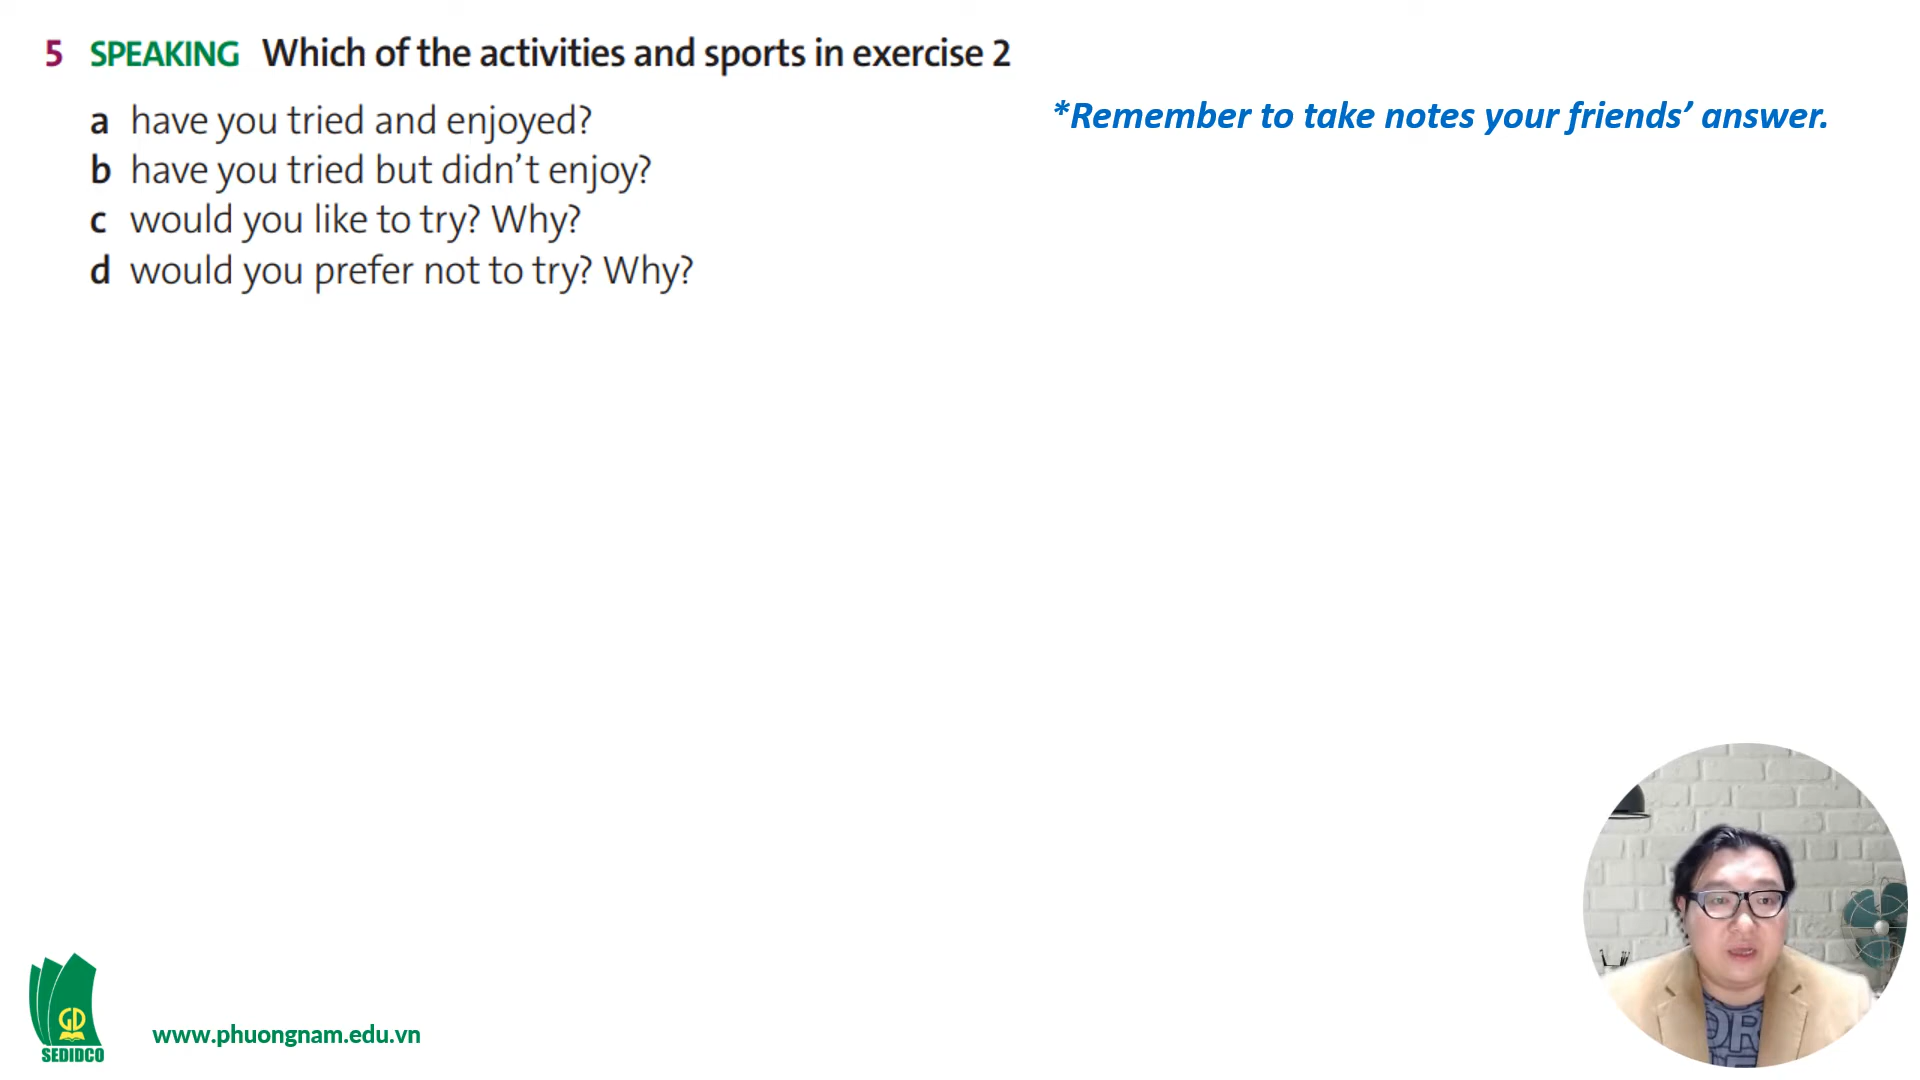 5 SPEAKING Which of the activities and sports in exercise 2
a have you tried and enjoyed?
b have you tried but didn't enjoy?
c would you like to try? Why?
d would you prefer not to try? Why?
*Remember to take notes your friends' answer.
GD
SEDIDCO
www.phuongnam.edu.vn